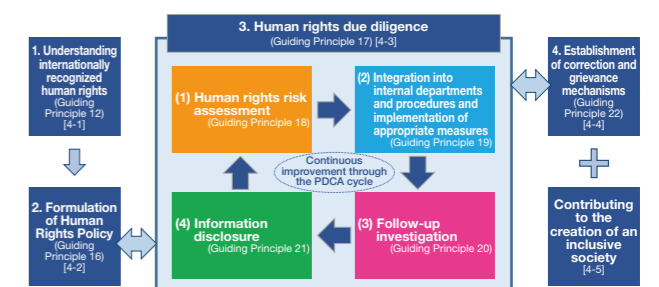 1. Understanding
internationally
recognized
human rights
(Guiding
Principle 12)
[4-1]
2. Formulation
of Human
Rights Policy
(Guiding
Principle 16)
[4-2]
3. Human rights due diligence
(Guiding Principle 17) [4-3]
(1) Human rights risk
assessment
(Guiding Principle 18)
(2) Integration into
internal departments
and procedures and
implementation of
appropriate measures
(Guiding Principle 19)
Continuous
improvement through
the PDCA cycle
(4) Information
disclosure
(Guiding Principle 21)
(3) Follow-up
investigation
(Guiding Principle 20)
4. Establishment
of correction and
grievance
mechanisms
(Guiding
Principle 22)
[4-4]
Contributing
to the
creation of an
inclusive
society
[4-5]